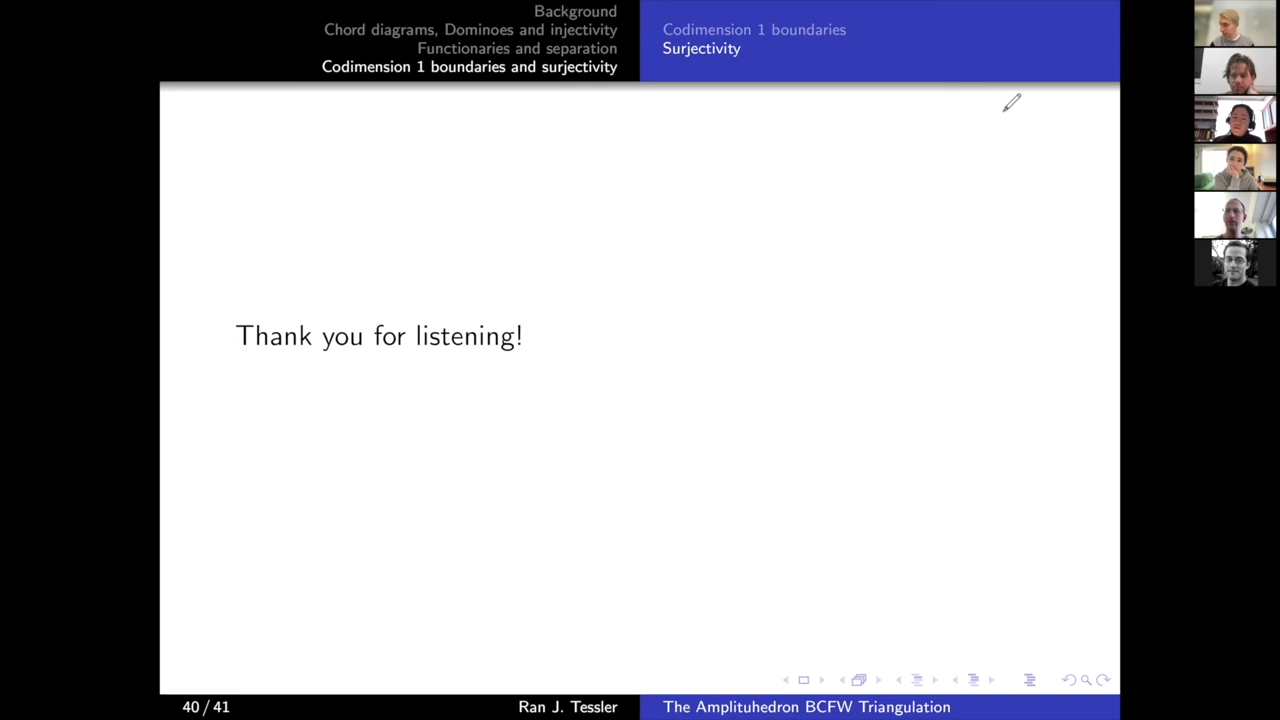 Background
Chord diagrams, Dominoes and injectivity
Functionaries and separation
Codimension 1 boundaries and surjectivity
Codimension 1 boundaries
Surjectivity
Thank you for listening!
40 / 41
Ran J. Tessler
The Amplituhedron BCFW Triangulation